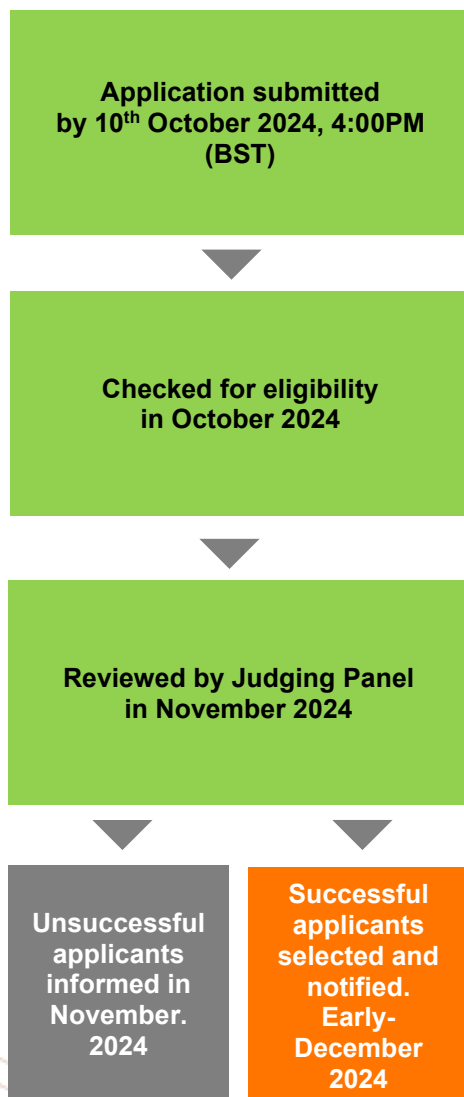 Application submitted
by 10th October 2024, 4:00PM
(BST)
Checked for eligibility
in October 2024
Reviewed by Judging Panel
in November 2024
Unsuccessful
applicants
informed in
November.
2024
Successful
applicants
selected and
notified.
Early-
December
2024